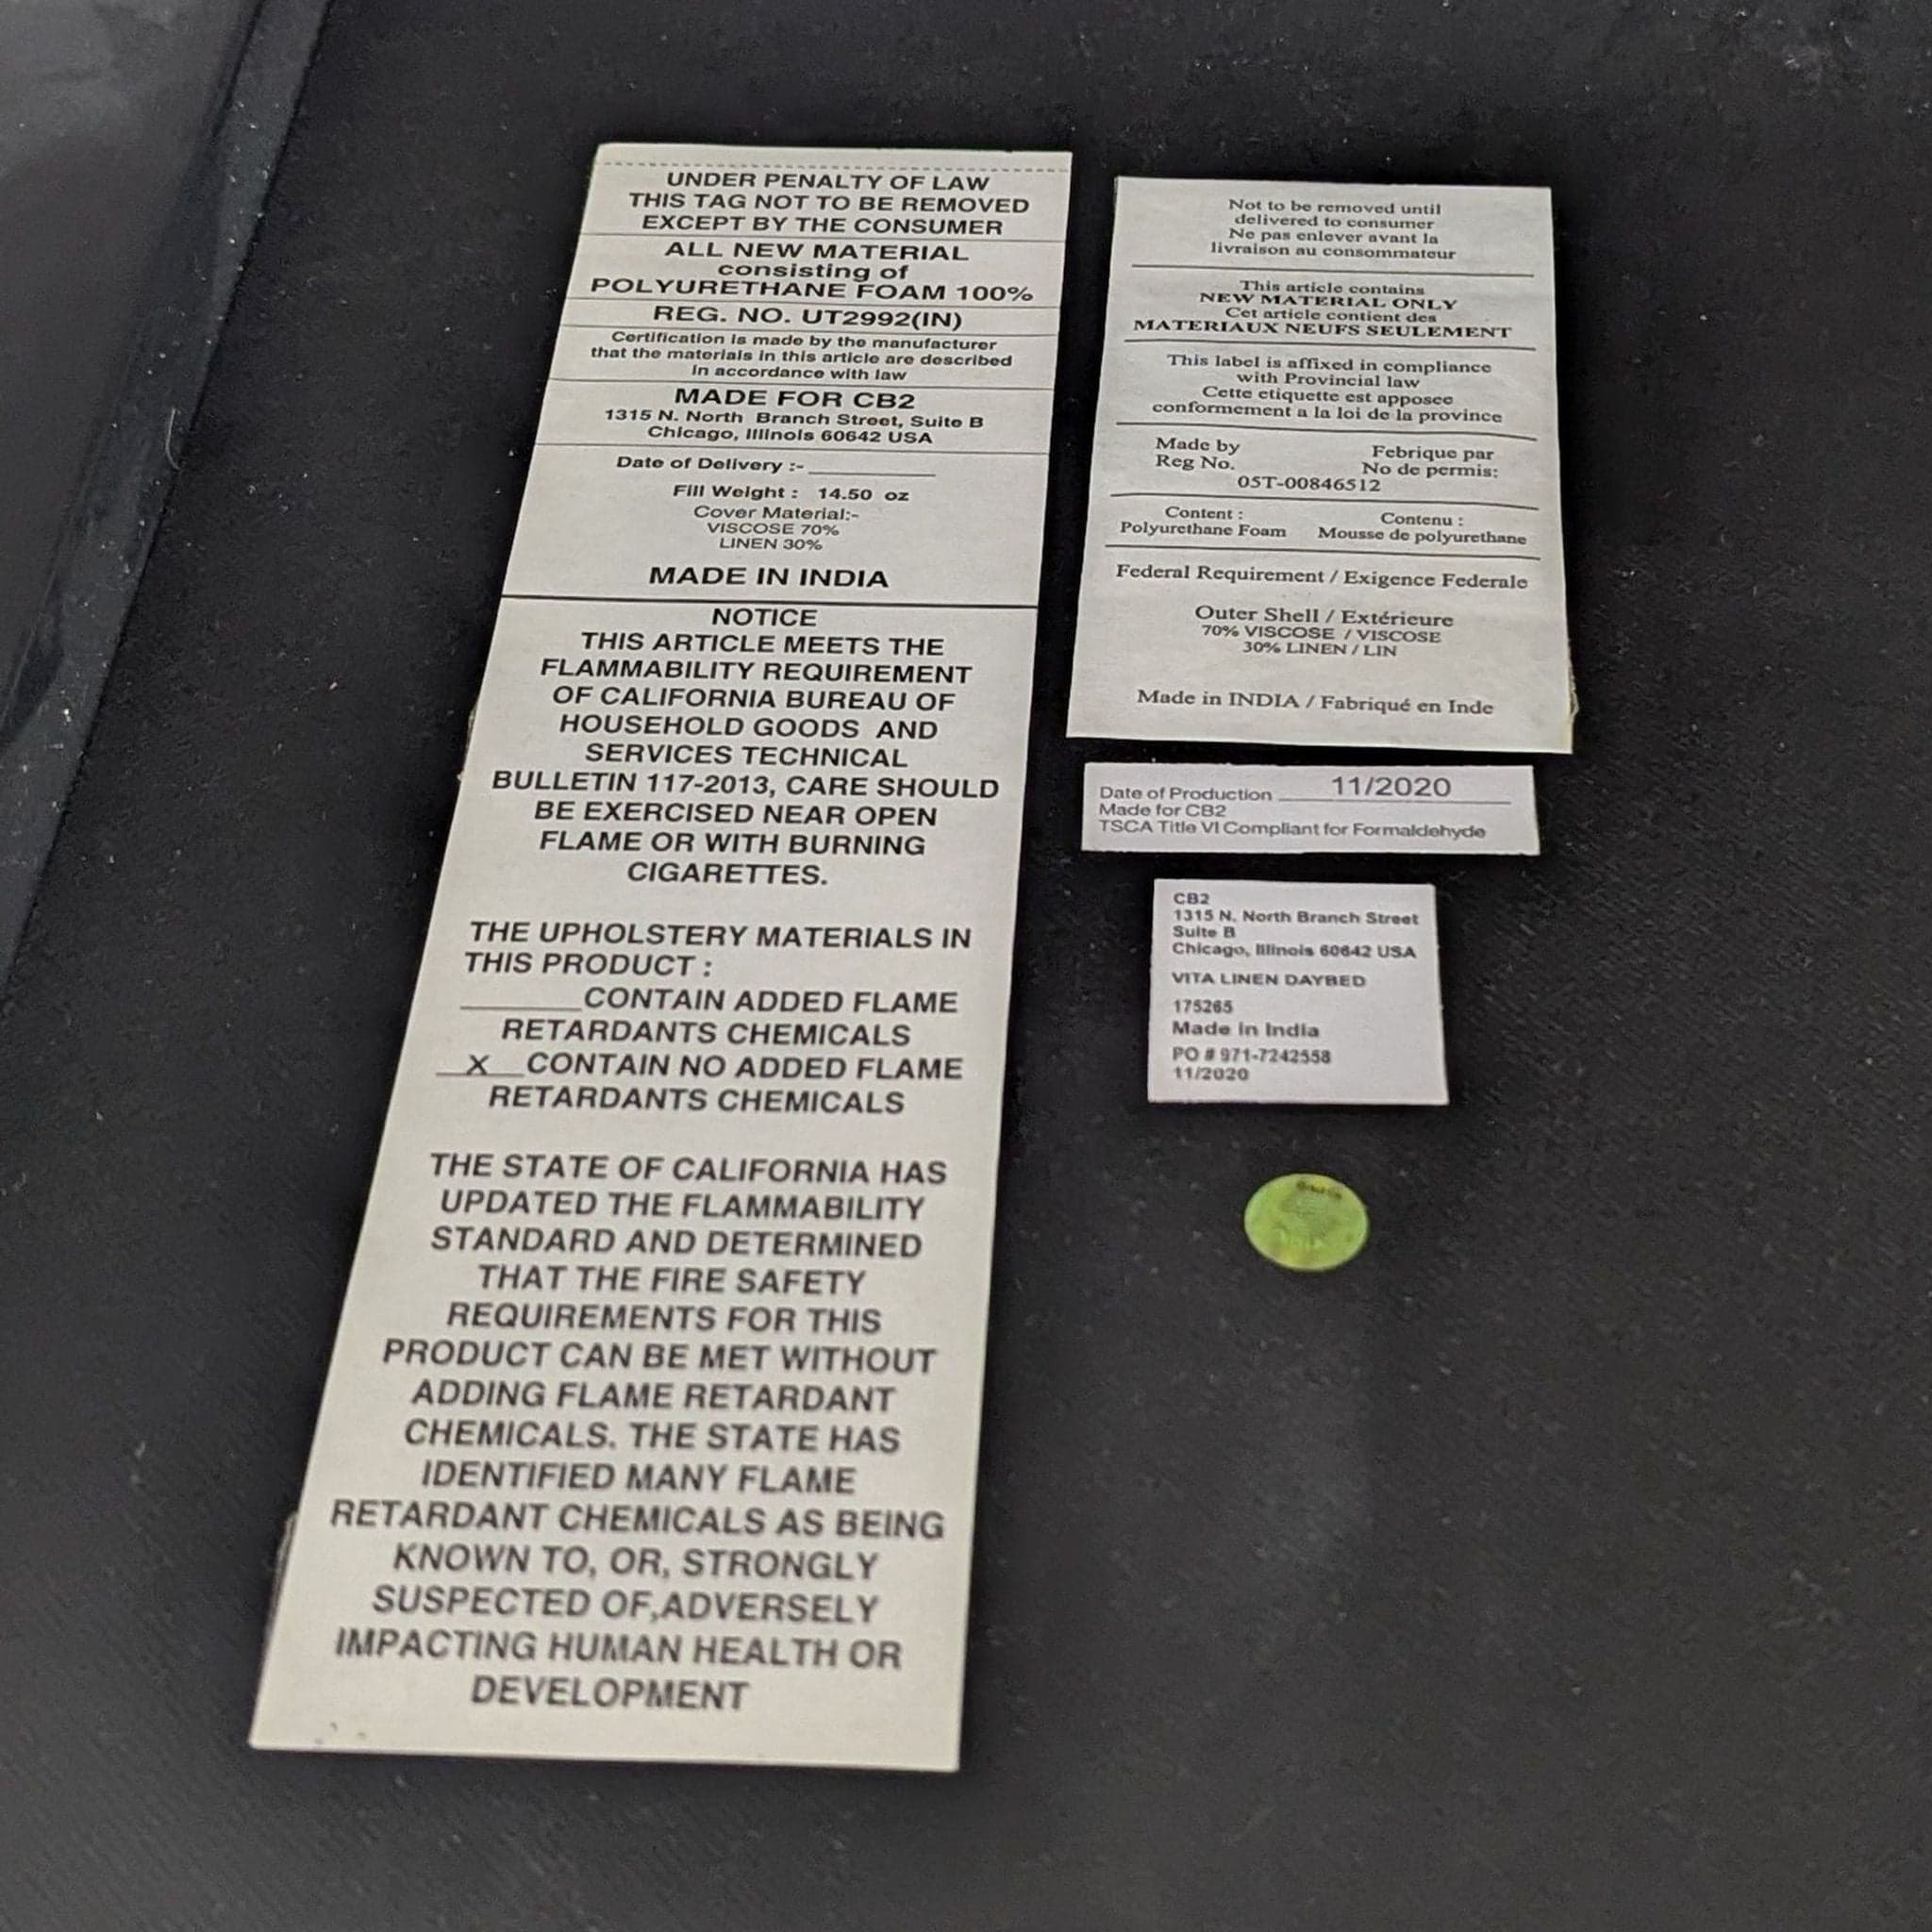 UNDER PENALTY OF LAW
THIS TAG NOT TO BE REMOVED
EXCEPT BY THE CONSUMER
ALL NEW MATERIAL
consisting of
POLYURETHANE FOAM 100%
REG. NO. UT2992(IN)
Certification is made by the manufacturer
that the materials in this article are described
in accordance with law
MADE FOR CB2
1315 N. North Branch Street, Suite B
Chicago, Illinois 60642 USA
Date of Delivery :- ____________
Fill Weight : 14.50 oz
Cover Material:-
VISCOSE 70%
LINEN 30%
MADE IN INDIA
NOTICE
THIS ARTICLE MEETS THE
FLAMMABILITY REQUIREMENT
OF CALIFORNIA BUREAU OF
HOUSEHOLD GOODS AND
SERVICES TECHNICAL
BULLETIN 117-2013, CARE SHOULD
BE EXERCISED NEAR OPEN
FLAME OR WITH BURNING
CIGARETTES.
THE UPHOLSTERY MATERIALS IN
THIS PRODUCT :
_______CONTAIN ADDED FLAME
RETARDANTS CHEMICALS
__X__CONTAIN NO ADDED FLAME
RETARDANTS CHEMICALS
THE STATE OF CALIFORNIA HAS
UPDATED THE FLAMMABILITY
STANDARD AND DETERMINED
THAT THE FIRE SAFETY
REQUIREMENTS FOR THIS
PRODUCT CAN BE MET WITHOUT
ADDING FLAME RETARDANT
CHEMICALS. THE STATE HAS
IDENTIFIED MANY FLAME
RETARDANT CHEMICALS AS BEING
KNOWN TO, OR, STRONGLY
SUSPECTED OF,ADVERSELY
IMPACTING HUMAN HEALTH OR
DEVELOPMENT
Not to be removed until
delivered to consumer
Ne pas enlever avant la
livraison au consommateur
This article contains
NEW MATERIAL ONLY
Cet article contient des
MATERIAUX NEUFS SEULEMENT
This label is affixed in compliance
with Provincial law
Cette etiquette est apposee
conformement a la loi de la province
Made by Febrique par
Reg No. No de permis:
05T-00846512
Content : Contenu :
Polyurethane Foam Mousse de polyurethane
Federal Requirement / Exigence Federale
Outer Shell / Extérieure
70% VISCOSE / VISCOSE
30% LINEN / LIN
Made in INDIA / Fabriqué en Inde
Date of Production 11/2020
Made for CB2
TSCA Title VI Compliant for Formaldehyde
CB2
1315 N. North Branch Street
Suite B
Chicago, Illinois 60642 USA
VITA LINEN DAYBED
175265
Made in India
PO # 971-7242558
11/2020